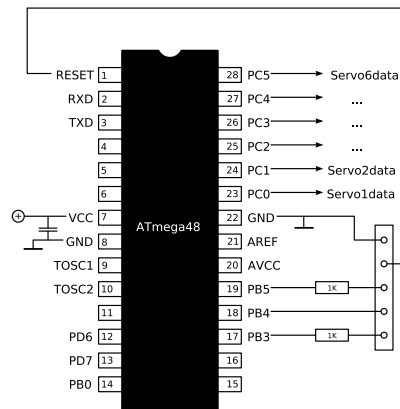 RESET 1 28 PC5 Servo6data
RXD 2 27 PC4 ...
TXD 3 26 PC3 ...
4 25 PC2 ...
5 24 PC1 Servo2data
6 23 PC0 Servo1data
VCC 7 ATmega48 22 GND
GND 8 21 AREF
TOSC1 9 20 AVCC
TOSC2 10 19 PB5 1K
11 18 PB4
PD6 12 17 PB3 1K
PD7 13 16
PB0 14 15